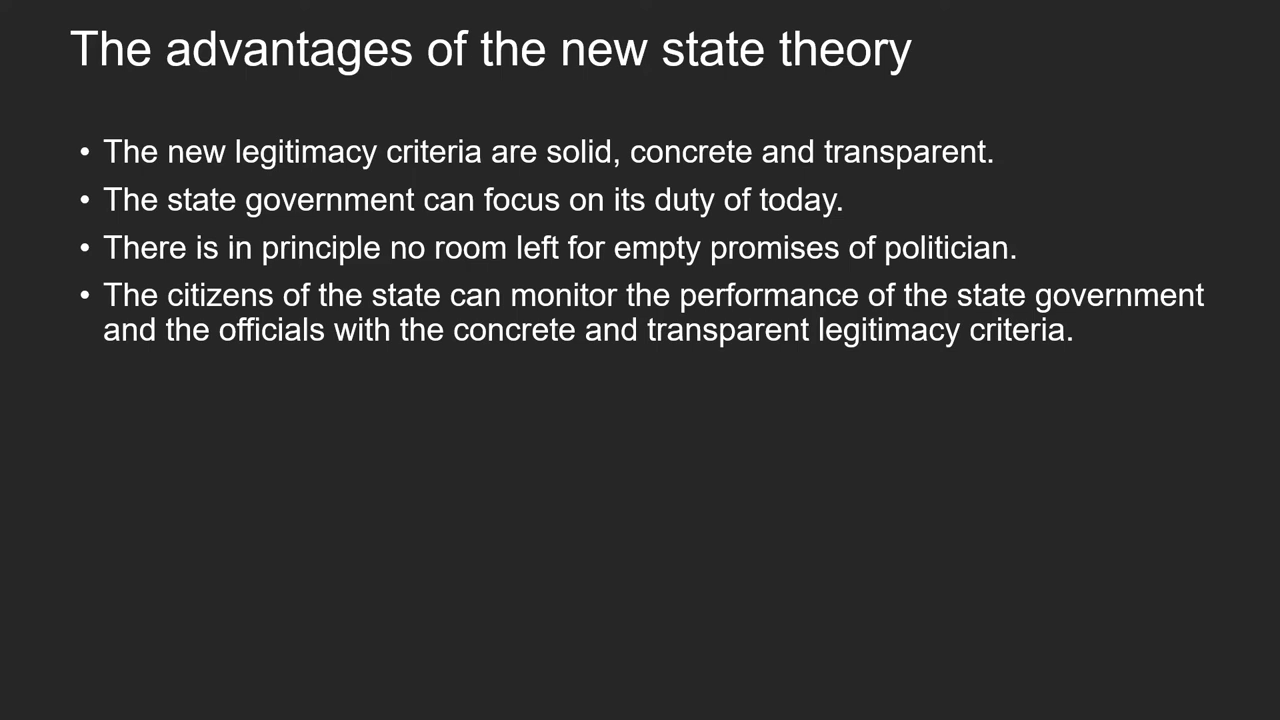 The advantages of the new state theory
• The new legitimacy criteria are solid, concrete and transparent.
• The state government can focus on its duty of today.
• There is in principle no room left for empty promises of politician.
• The citizens of the state can monitor the performance of the state government
and the officials with the concrete and transparent legitimacy criteria.